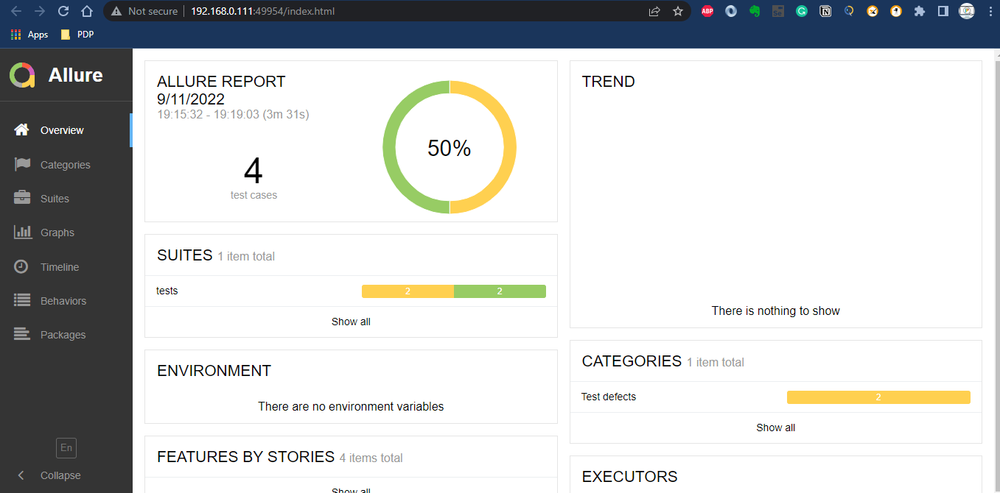 Not secure 192.168.0.111:49954/index.html
ABP
Se
G
N
Apps PDP
Allure
Overview
Categories
Suites
Graphs
Timeline
Behaviors
Packages
En
Collapse
ALLURE REPORT
9/11/2022
19:15:32 - 19:19:03 (3m 31s)
4
test cases
50%
SUITES 1 item total
tests 2 2
Show all
ENVIRONMENT
There are no environment variables
FEATURES BY STORIES 4 items total
Show all
TREND
There is nothing to show
CATEGORIES 1 item total
Test defects 2
Show all
EXECUTORS